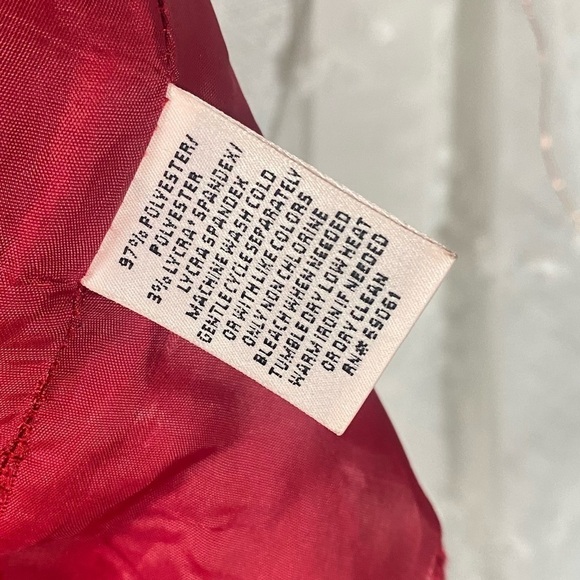 97% POLYESTER/
POLYESTER
3% LYCRA SPANDEX/
LYCRA SPANDEX
MACHINE WASH COLD
GENTLE CYCLE SEPARATELY
OR WITH LIKE COLORS
ONLY NON CHLORINE
BLEACH WHEN NEEDED
TUMBLE DRY LOW HEAT
WARM IRON IF NEEDED
OR DRY CLEAN
RN# 59061